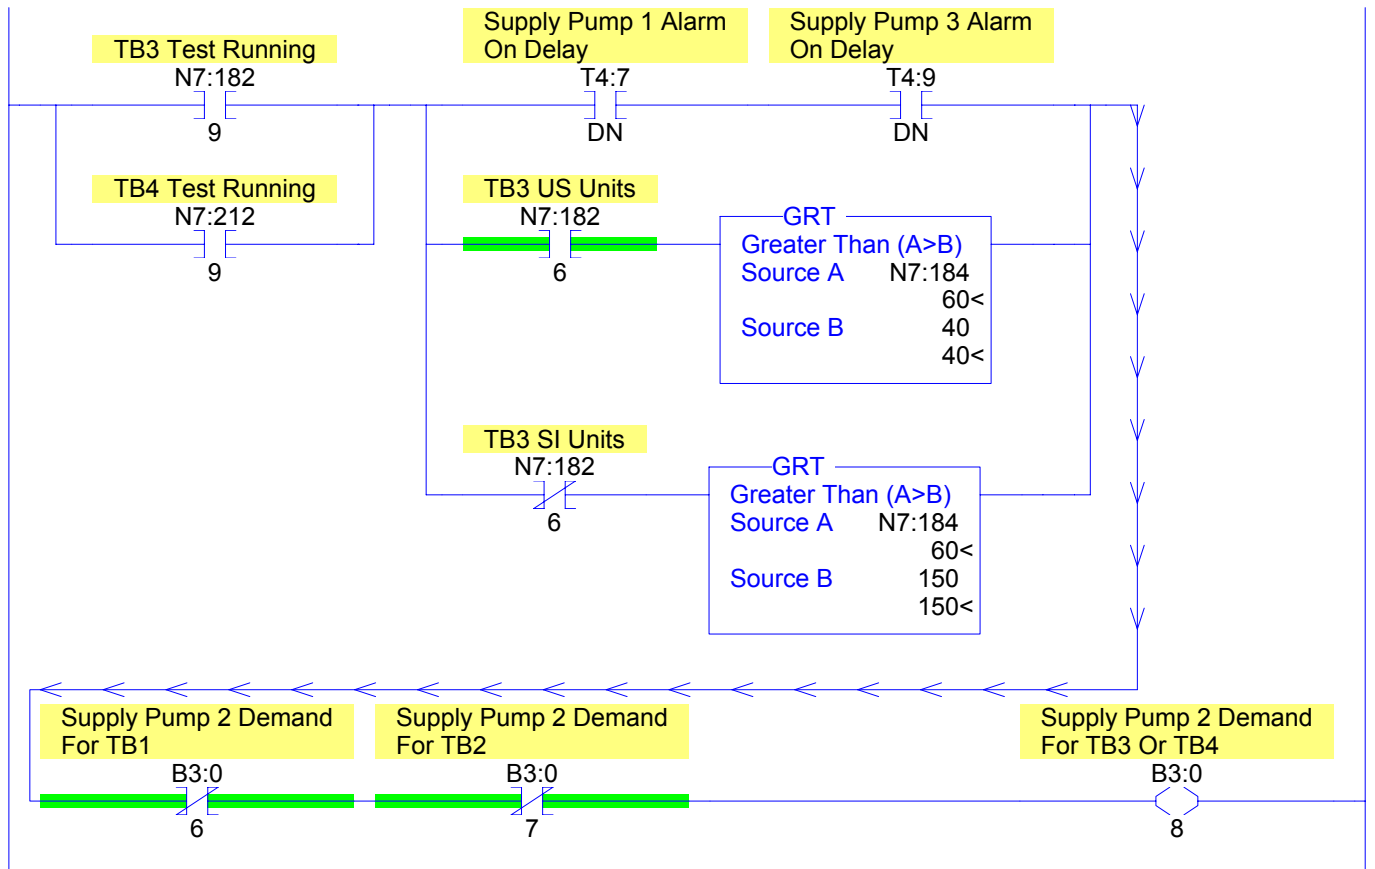 TB3 Test Running
N7:182
9
TB4 Test Running
N7:212
9
Supply Pump 1 Alarm
On Delay
T4:7
DN
Supply Pump 3 Alarm
On Delay
T4:9
DN
TB3 US Units
N7:182
6
GRT
Greater Than (A>B)
Source A N7:184
60<
Source B 40
40<
TB3 SI Units
N7:182
6
GRT
Greater Than (A>B)
Source A N7:184
60<
Source B 150
150<
Supply Pump 2 Demand
For TB1
B3:0
6
Supply Pump 2 Demand
For TB2
B3:0
7
Supply Pump 2 Demand
For TB3 Or TB4
B3:0
8